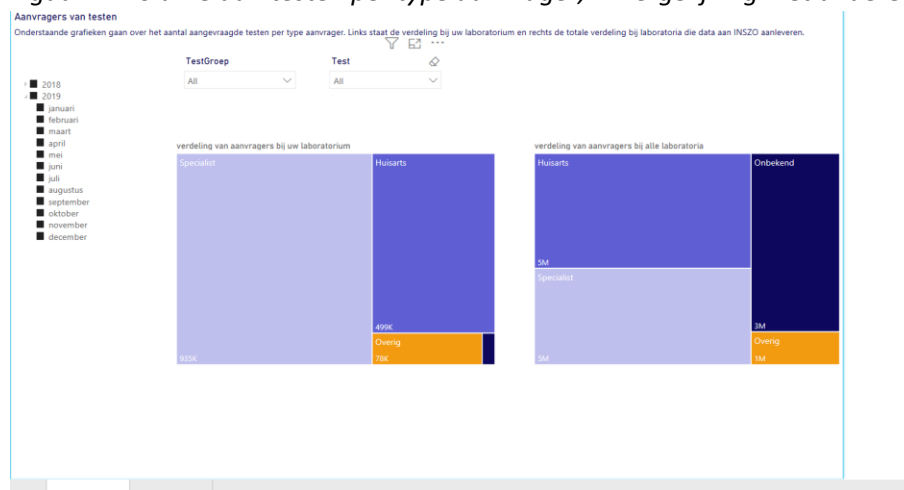 Aanvragers van testen
Onderstaande grafieken gaan over het aantal aangevraagde testen per type aanvrager. Links staat de verdeling bij uw laboratorium en rechts de totale verdeling bij laboratoria die data aan INSZO aanleveren.
TestGroep
Test
All
All
2018
2019
januari
februari
maart
april
mei
juni
juli
augustus
september
oktober
november
december
verdeling van aanvragers bij uw laboratorium
Specialist
935K
Huisarts
499K
Overig
78K
verdeling van aanvragers bij alle laboratoria
Huisarts
5M
Specialist
5M
Onbekend
3M
Overig
1M